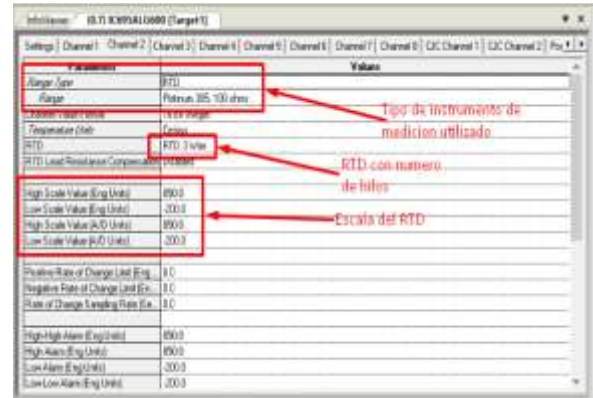 InfoViewer (0.7) IC695ALG600 [Target1]
Settings Channel 1 Channel 2 Channel 3 Channel 4 Channel 5 Channel 6 Channel 7 Channel 8 CJC Channel 1 CJC Channel 2
Parameters Values
Range Type RTD
Range Platinum 385, 100 ohms
Tipo de instrumento de
medicion utilizado
Temperature Units Celsius
RTD RTD 3 Wire
RTD Lead Resistance Compensation
RTD con numero
de hilos
High Scale Value (Eng Units) 850.0
Low Scale Value (Eng Units) -200.0
High Scale Value (A/D Units) 850.0
Low Scale Value (A/D Units) -200.0
Escala del RTD
Positive Rate of Change Limit (Eng... 0.0
Negative Rate of Change Limit (En... 0.0
Rate of Change Sampling Rate (Se... 0.0
High-High Alarm (Eng Units) 850.0
High Alarm (Eng Units) 850.0
Low Alarm (Eng Units) -200.0
Low-Low Alarm (Eng Units) -200.0